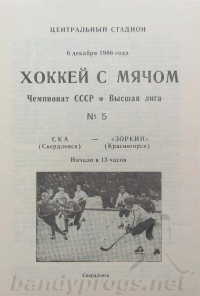 ЦЕНТРАЛЬНЫЙ СТАДИОН
6 декабря 1986 года
ХОККЕЙ С МЯЧОМ
Чемпионат СССР Высшая лига
№ 5
СКА — «ЗОРКИЙ»
(Свердловск) (Красногорск)
Начало в 13 часов
Свердловск
bandyprogs.net